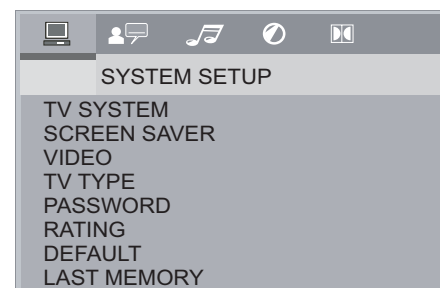 SYSTEM SETUP
TV SYSTEM
SCREEN SAVER
VIDEO
TV TYPE
PASSWORD
RATING
DEFAULT
LAST MEMORY